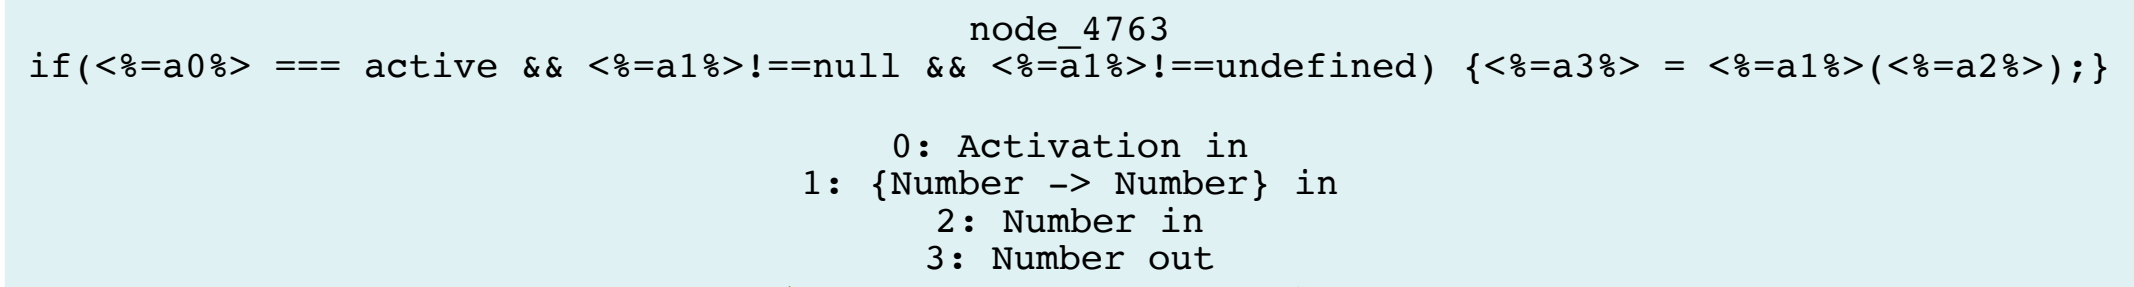 node_4763
if(<%=a0%> === active && <%=a1%>!==null && <%=a1%>!==undefined) {<%=a3%> = <%=a1%>(<%=a2%>);}
0: Activation in
1: {Number -> Number} in
2: Number in
3: Number out